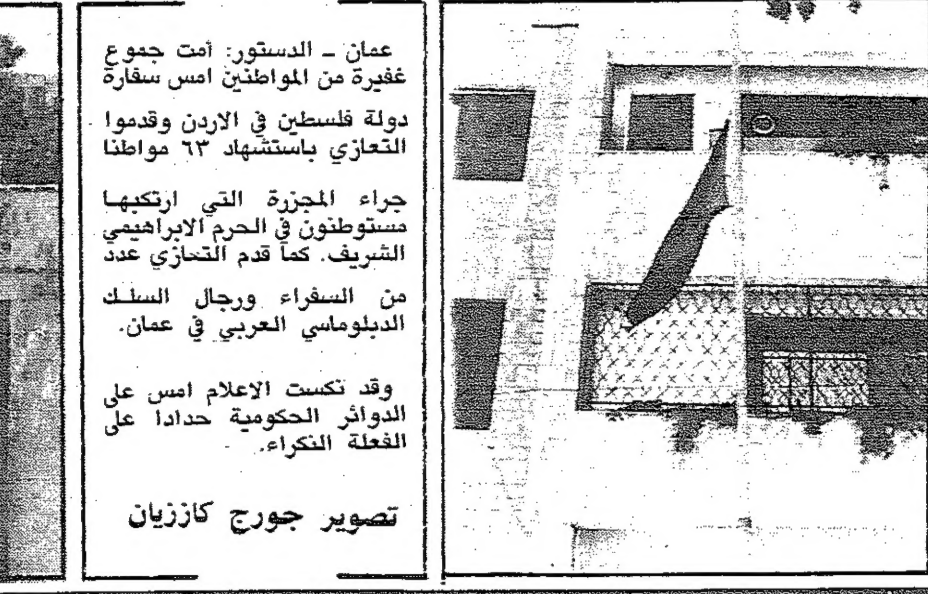 عمان ـ الدستور: أمت جموع
غفيرة من المواطنين امس سفارة
دولة فلسطين في الاردن وقدموا
التعازي باستشهاد ٦٣ مواطنا
جراء المجزرة التي ارتكبها
مستوطنون في الحرم الابراهيمي
الشريف. كما قدم التعازي عدد
من السفراء ورجال السلك
الدبلوماسي العربي في عمان.
وقد نكست الاعلام امس على
الدوائر الحكومية حدادا على
الفعلة النكراء.
تصوير جورج كازريان